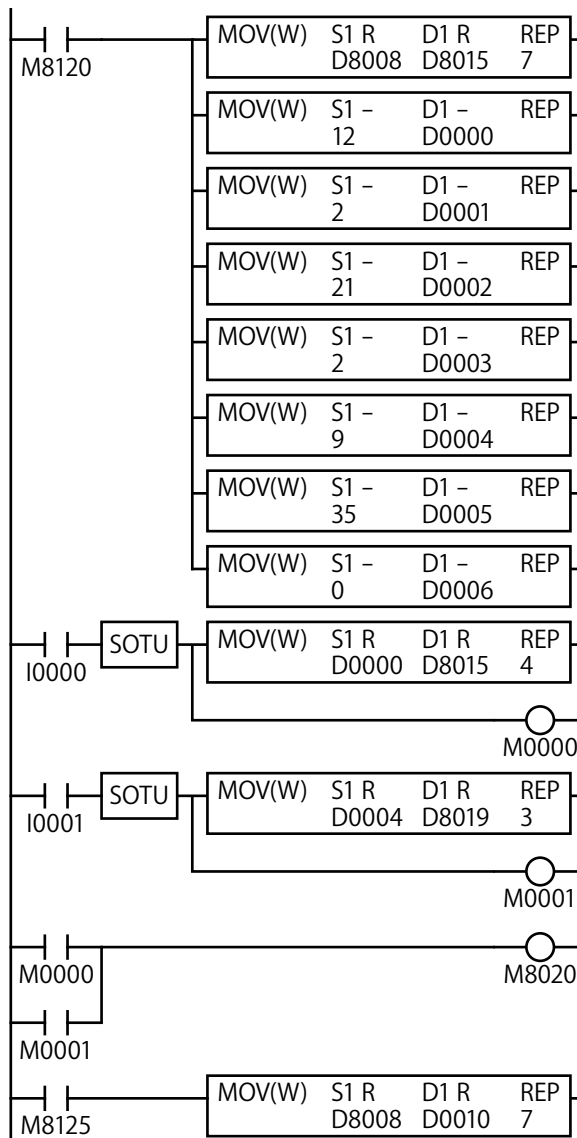 MOV(W) S1 R D1 R REP
M8120 D8008 D8015 7
MOV(W) S1 – D1 – REP
12 D0000
MOV(W) S1 – D1 – REP
2 D0001
MOV(W) S1 – D1 – REP
21 D0002
MOV(W) S1 – D1 – REP
2 D0003
MOV(W) S1 – D1 – REP
9 D0004
MOV(W) S1 – D1 – REP
35 D0005
MOV(W) S1 – D1 – REP
0 D0006
SOTU MOV(W) S1 R D1 R REP
I0000 D0000 D8015 4
M0000
SOTU MOV(W) S1 R D1 R REP
I0001 D0004 D8019 3
M0001
M0000 M8020
M0001
MOV(W) S1 R D1 R REP
M8125 D8008 D0010 7